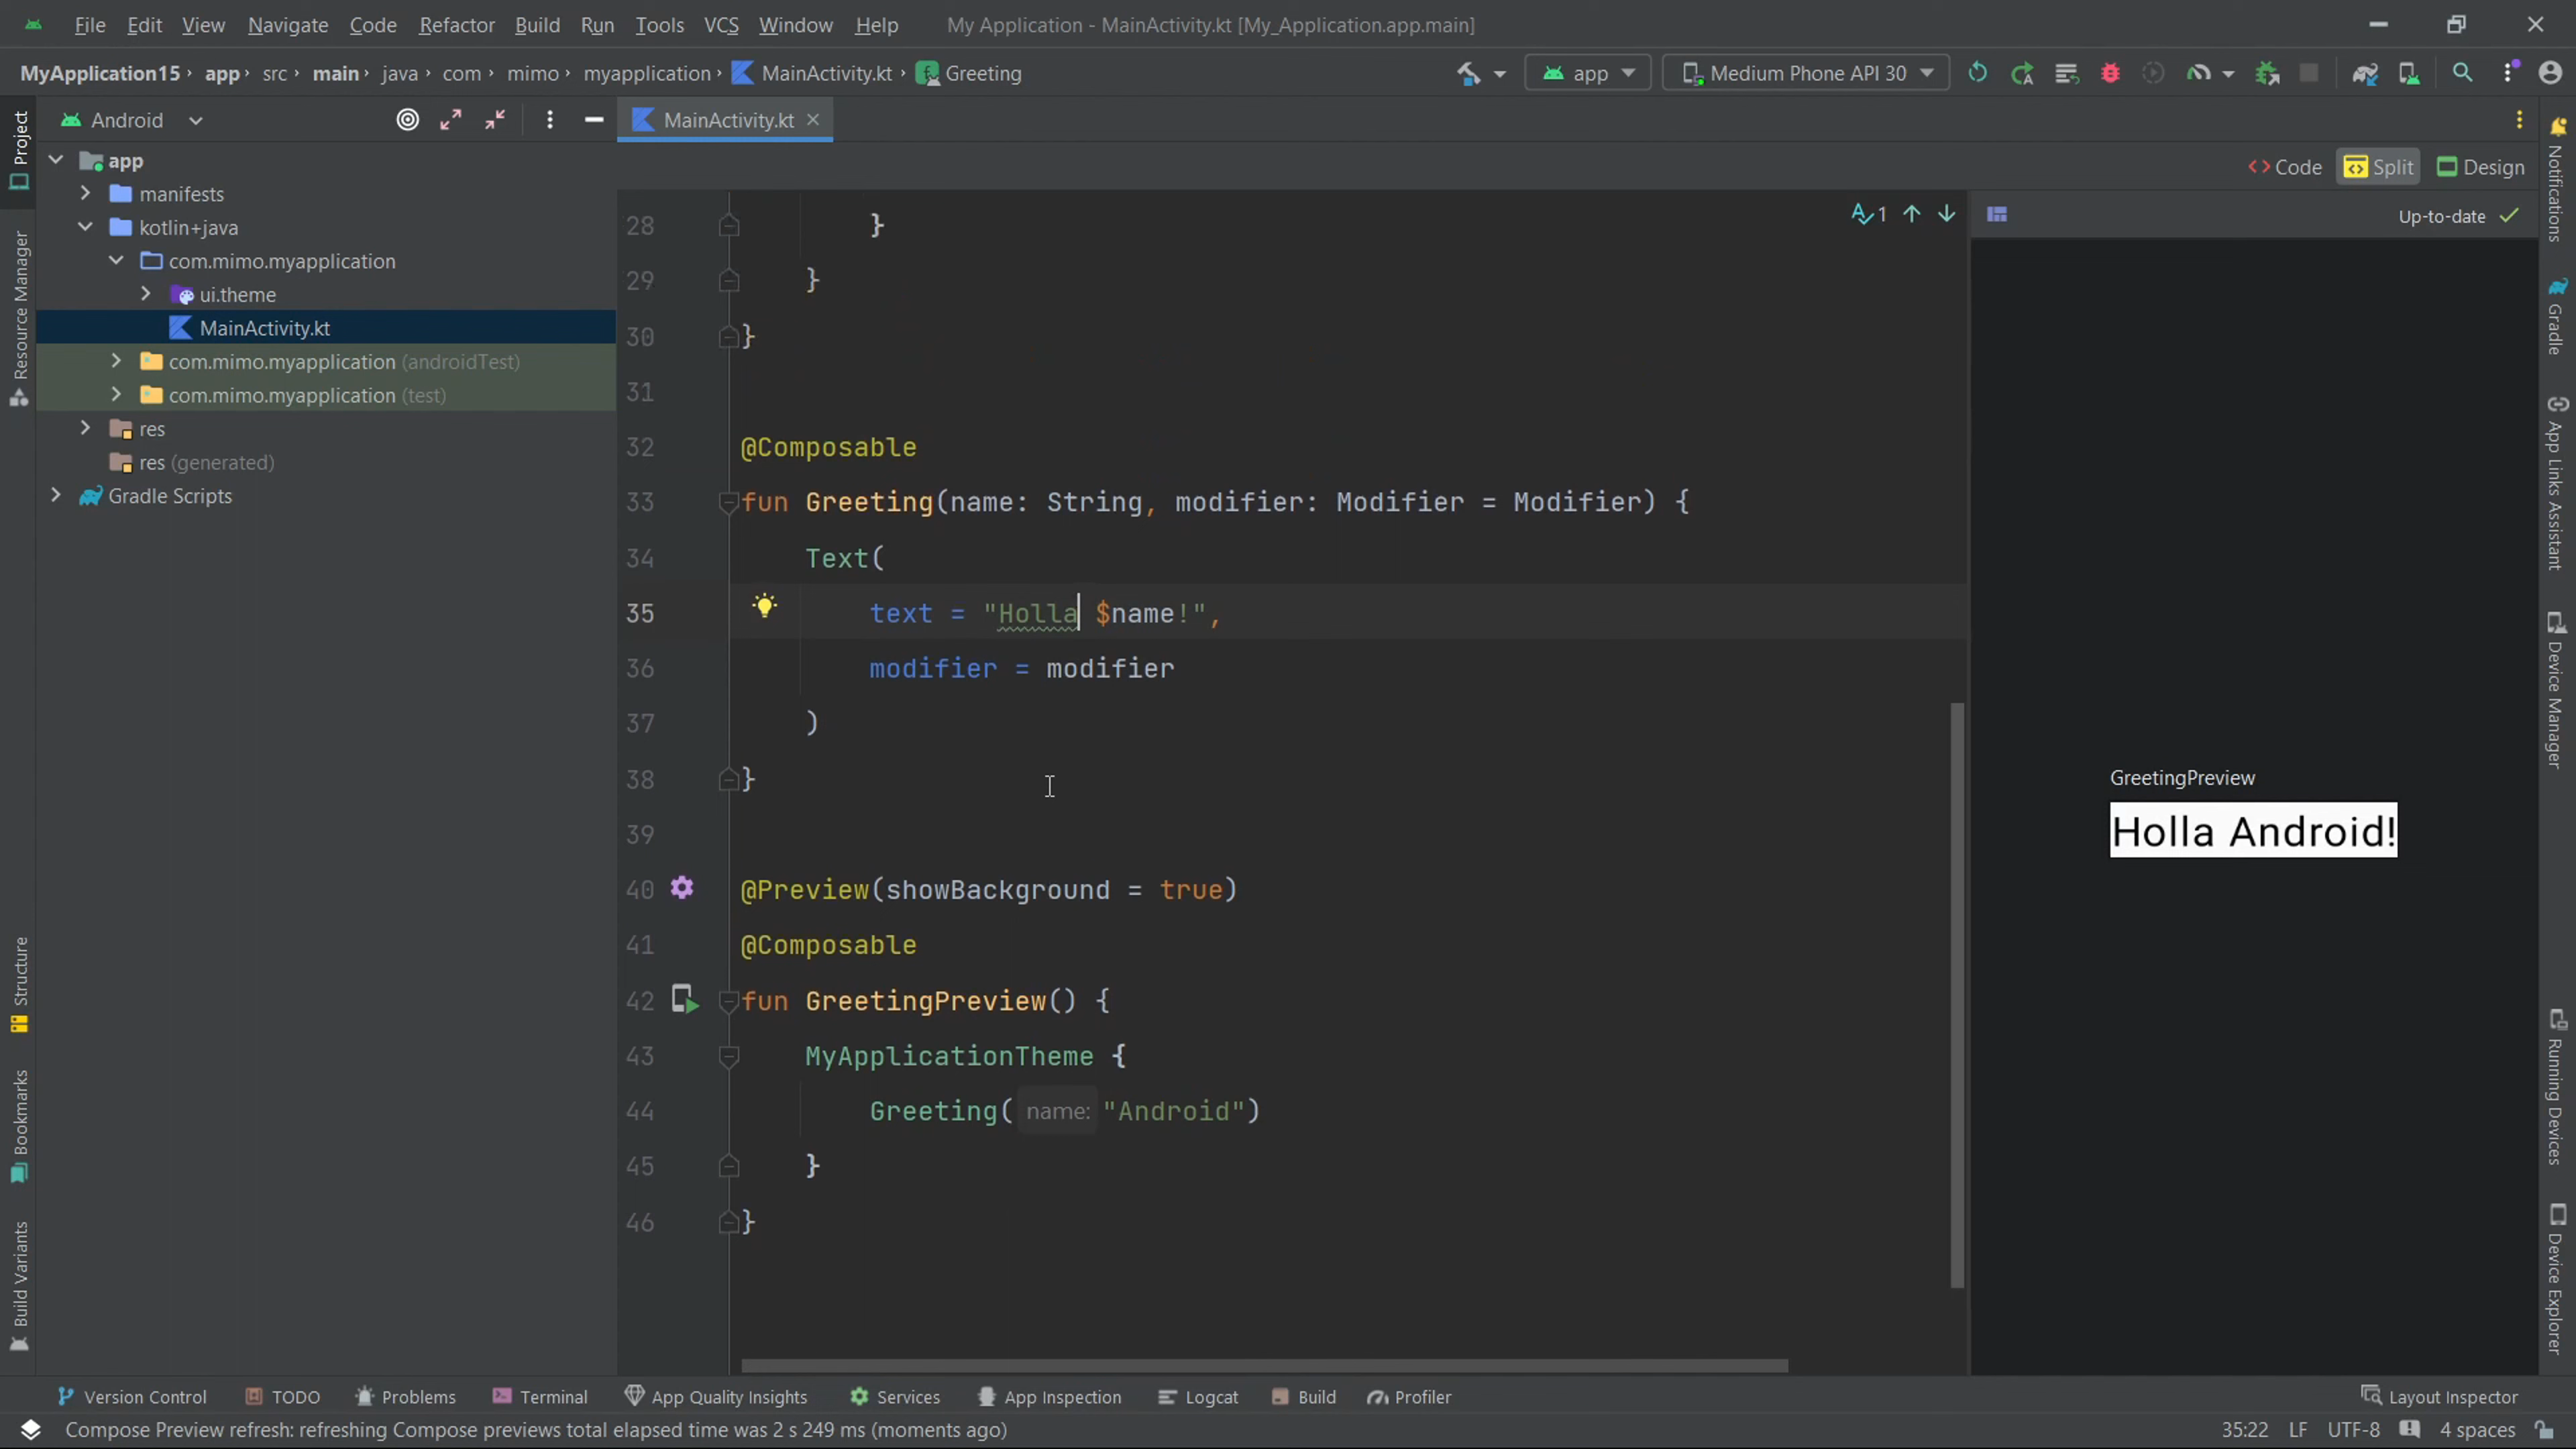 File Edit View Navigate Code Refactor Build Run Tools VCS Window Help My Application - MainActivity.kt [My_Application.app.main]
MyApplication15 app src main java com mimo myapplication MainActivity.kt Greeting app Medium Phone API 30
Project
Resource Manager
Structure
Bookmarks
Build Variants
Android
app
manifests
kotlin+java
com.mimo.myapplication
ui.theme
MainActivity.kt
com.mimo.myapplication (androidTest)
com.mimo.myapplication (test)
res
res (generated)
Gradle Scripts
MainActivity.kt
Code Split Design
1
28 }
29 }
30 }
31
32 @Composable
33 fun Greeting(name: String, modifier: Modifier = Modifier) {
34 Text(
35 text = "Holla $name!",
36 modifier = modifier
37 )
38 }
39
40 @Preview(showBackground = true)
41 @Composable
42 fun GreetingPreview() {
43 MyApplicationTheme {
44 Greeting( name: "Android")
45 }
46 }
Up-to-date
GreetingPreview
Holla Android!
Notifications
Gradle
App Links Assistant
Device Manager
Running Devices
Device Explorer
Version Control TODO Problems Terminal App Quality Insights Services App Inspection Logcat Build Profiler Layout Inspector
Compose Preview refresh: refreshing Compose previews total elapsed time was 2 s 249 ms (moments ago) 35:22 LF UTF-8 4 spaces